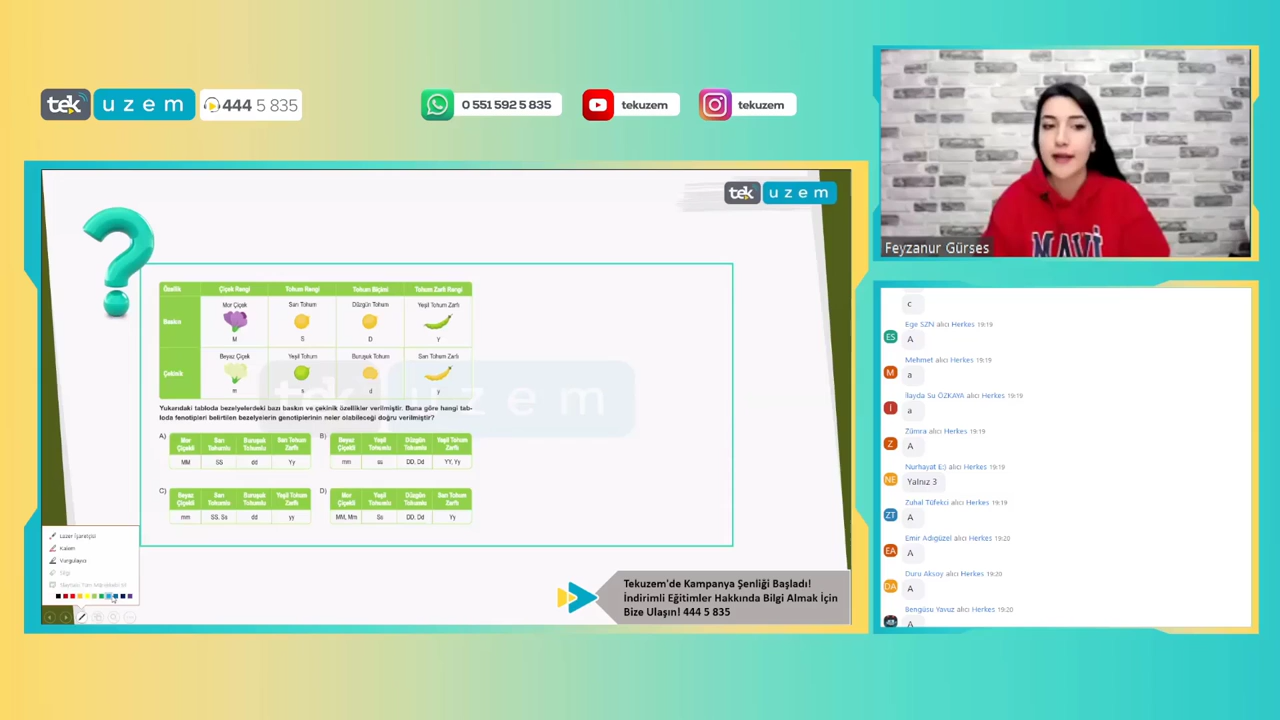 tek uzem 444 5 835
0 551 592 5 835
tekuzem
tekuzem
tek uzem
Özellik Çiçek Rengi Tohum Rengi Tohum Biçimi Tohum Zarfı Rengi
Baskın
Mor Çiçek Sarı Tohum Düzgün Tohum Yeşil Tohum Zarfı
M S D Y
Çekinik
Beyaz Çiçek Yeşil Tohum Buruşuk Tohum Sarı Tohum Zarfı
m s d y
tek uzem
Yukarıdaki tabloda bezelyelerdeki bazı baskın ve çekinik özellikler verilmiştir. Buna göre hangi tab-
loda fenotipleri belirtilen bezelyelerin genotiplerinin neler olabileceği doğru verilmiştir?
A) Mor Çiçekli Sarı Tohumlu Buruşuk Tohumlu Sarı Tohum Zarflı
MM SS dd Yy
B) Beyaz Çiçekli Yeşil Tohumlu Düzgün Tohumlu Yeşil Tohum Zarflı
mm ss DD, Dd YY, Yy
C) Beyaz Çiçekli Sarı Tohumlu Buruşuk Tohumlu Yeşil Tohum Zarflı
mm SS, Ss dd yy
D) Mor Çiçekli Yeşil Tohumlu Düzgün Tohumlu Sarı Tohum Zarflı
MM, Mm Ss DD, Dd Yy
Lazer İşaretçisi
Kalem
Vurgulayıcı
Silgi
Tekuzem'de Kampanya Şenliği Başladı!
İndirimli Eğitimler Hakkında Bilgi Almak İçin
Bize Ulaşın! 444 5 835
MAVİ
Feyzanur Gürses
c
Ege SZN alıcı Herkes 19:19
ES A
Mehmet alıcı Herkes 19:19
M a
İlayda Su ÖZKAYA alıcı Herkes 19:19
I a
Zümra alıcı Herkes 19:19
Z A
Nurhayat E:) alıcı Herkes 19:19
NE Yalnız 3
Zuhal Tüfekci alıcı Herkes 19:19
ZT A
Emir Adıgüzel alıcı Herkes 19:20
EA A
Duru Aksoy alıcı Herkes 19:20
DA A
Bengüsu Yavuz alıcı Herkes 19:20
A